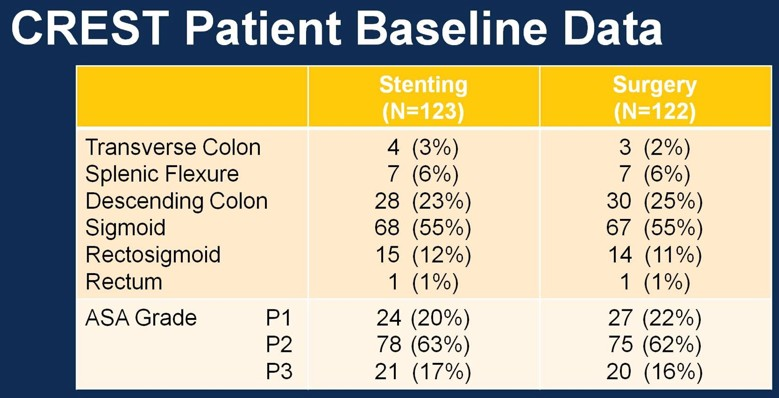 CREST Patient Baseline Data
Stenting Surgery
(N=123) (N=122)
Transverse Colon 4 (3%) 3 (2%)
Splenic Flexure 7 (6%) 7 (6%)
Descending Colon 28 (23%) 30 (25%)
Sigmoid 68 (55%) 67 (55%)
Rectosigmoid 15 (12%) 14 (11%)
Rectum 1 (1%) 1 (1%)
ASA Grade P1 24 (20%) 27 (22%)
P2 78 (63%) 75 (62%)
P3 21 (17%) 20 (16%)